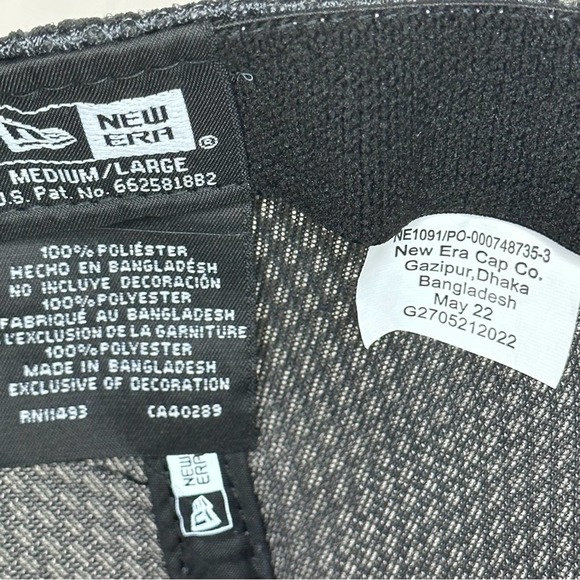 NEW
ERA®
MEDIUM/LARGE
U.S. Pat. No. 6625818B2
100% POLIÉSTER
HECHO EN BANGLADÉSH
NO INCLUYE DECORACIÓN
100% POLYESTER
FABRIQUÉ AU BANGLADESH
L'EXCLUSION DE LA GARNITURE
100% POLYESTER
MADE IN BANGLADESH
EXCLUSIVE OF DECORATION
RN11493 CA40289
NEW
ERA
NE1091/PO-000748735-3
New Era Cap Co.
Gazipur,Dhaka
Bangladesh
May 22
G2705212022